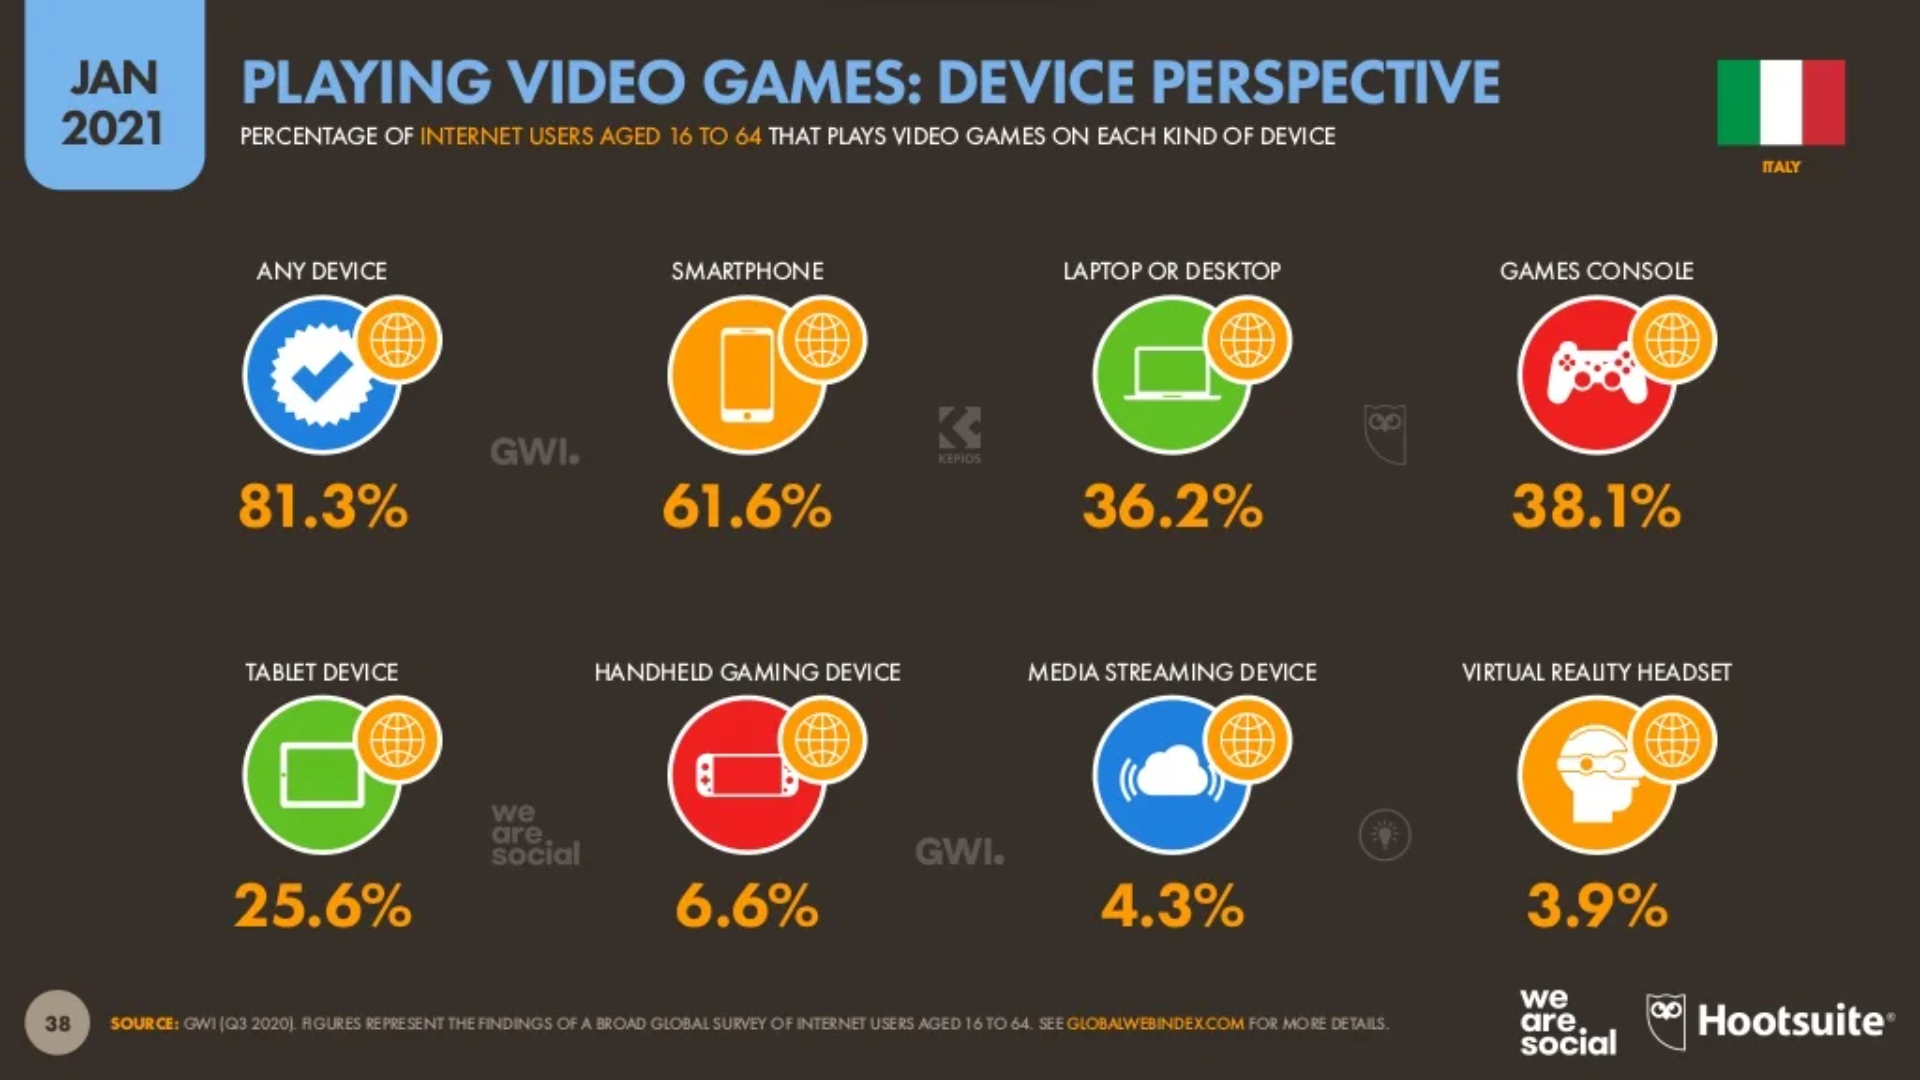 JAN
2021
PLAYING VIDEO GAMES: DEVICE PERSPECTIVE
PERCENTAGE OF INTERNET USERS AGED 16 TO 64 THAT PLAYS VIDEO GAMES ON EACH KIND OF DEVICE
ITALY
ANY DEVICE
SMARTPHONE
LAPTOP OR DESKTOP
GAMES CONSOLE
GWI.
KEPIOS
81.3%
61.6%
36.2%
38.1%
TABLET DEVICE
HANDHELD GAMING DEVICE
MEDIA STREAMING DEVICE
VIRTUAL REALITY HEADSET
we
are
social
GWI.
25.6%
6.6%
4.3%
3.9%
38
SOURCE: GWI (Q3 2020). FIGURES REPRESENT THE FINDINGS OF A BROAD GLOBAL SURVEY OF INTERNET USERS AGED 16 TO 64. SEE GLOBALWEBINDEX.COM FOR MORE DETAILS.
we
are
social
Hootsuite®